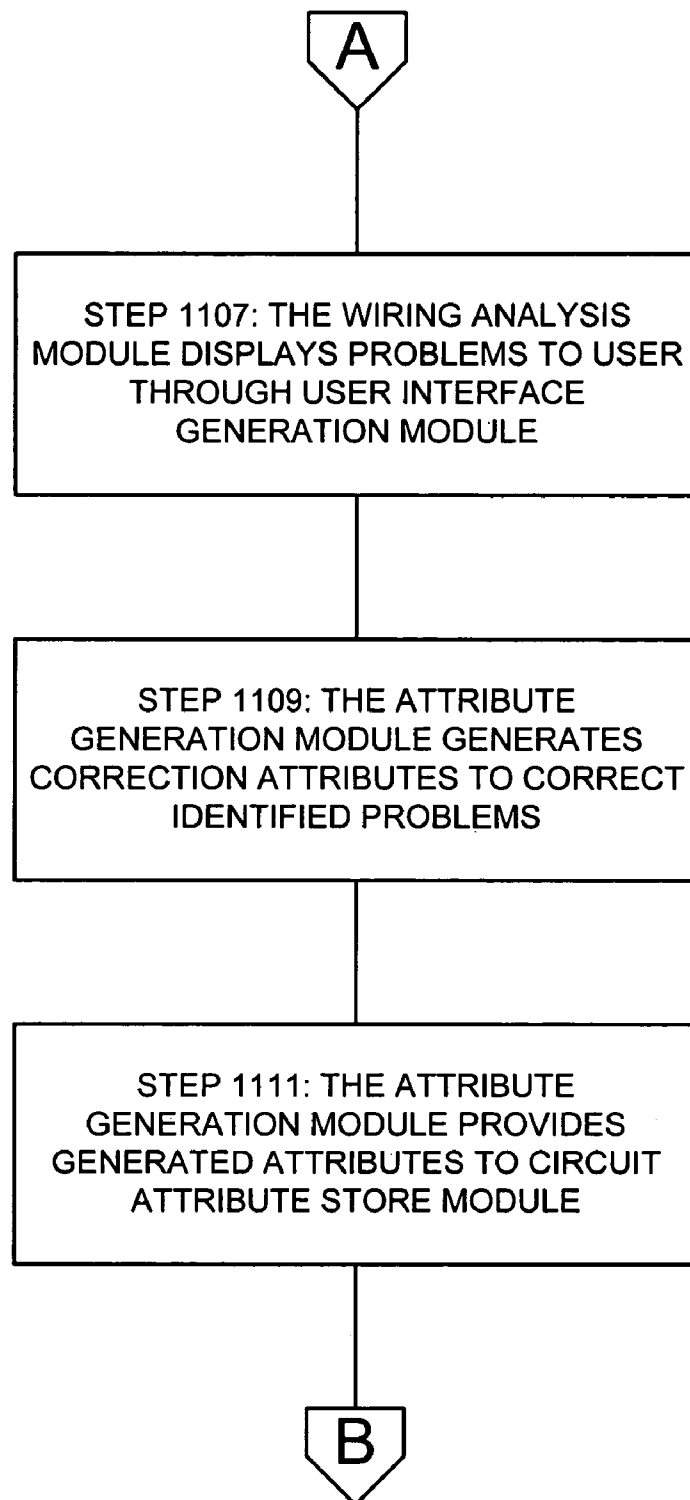 A
STEP 1107: THE WIRING ANALYSIS
MODULE DISPLAYS PROBLEMS TO USER
THROUGH USER INTERFACE
GENERATION MODULE
STEP 1109: THE ATTRIBUTE
GENERATION MODULE GENERATES
CORRECTION ATTRIBUTES TO CORRECT
IDENTIFIED PROBLEMS
STEP 1111: THE ATTRIBUTE
GENERATION MODULE PROVIDES
GENERATED ATTRIBUTES TO CIRCUIT
ATTRIBUTE STORE MODULE
B